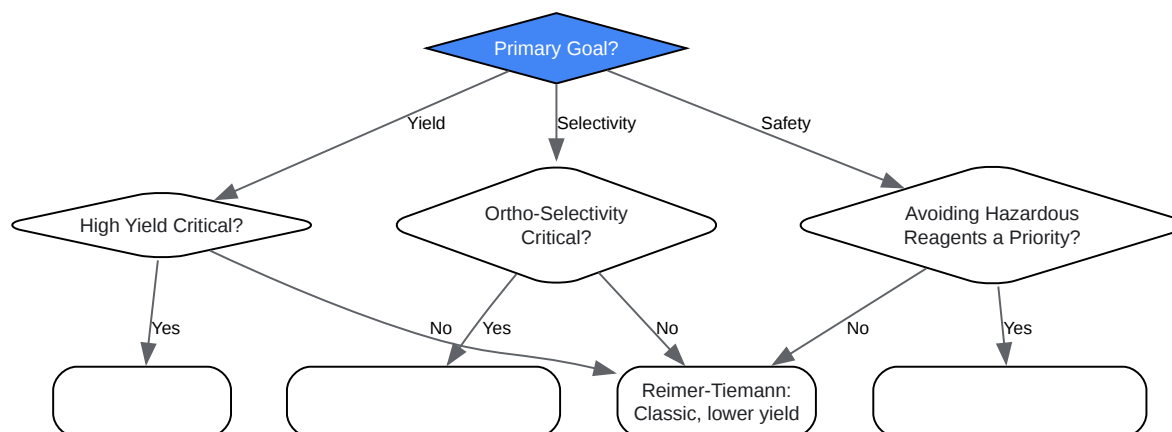 Primary Goal?
Yield
Selectivity
Safety
High Yield Critical?
Ortho-Selectivity
Critical?
Avoiding Hazardous
Reagents a Priority?
Yes
No
Yes
No
No
Yes
Reimer-Tiemann:
Classic, lower yield